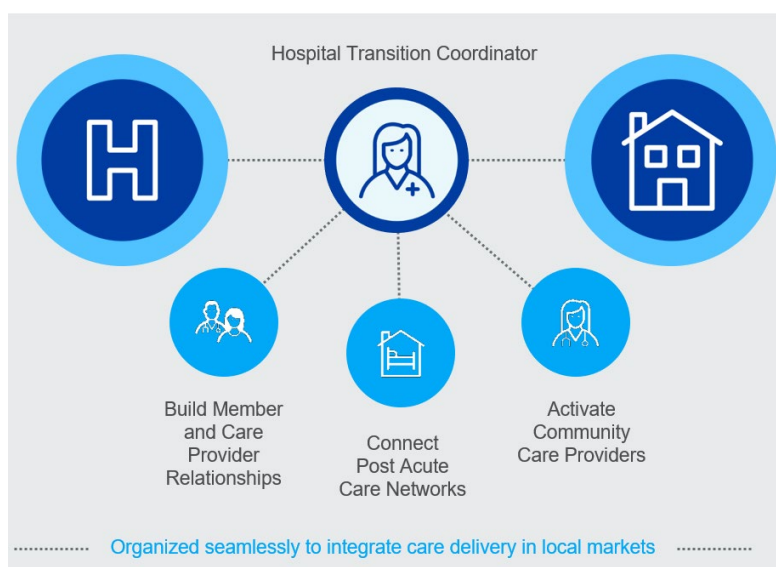 Hospital Transition Coordinator
H
Build Member
and Care
Provider
Relationships
Connect
Post Acute
Care Networks
Activate
Community
Care Providers
Organized seamlessly to integrate care delivery in local markets